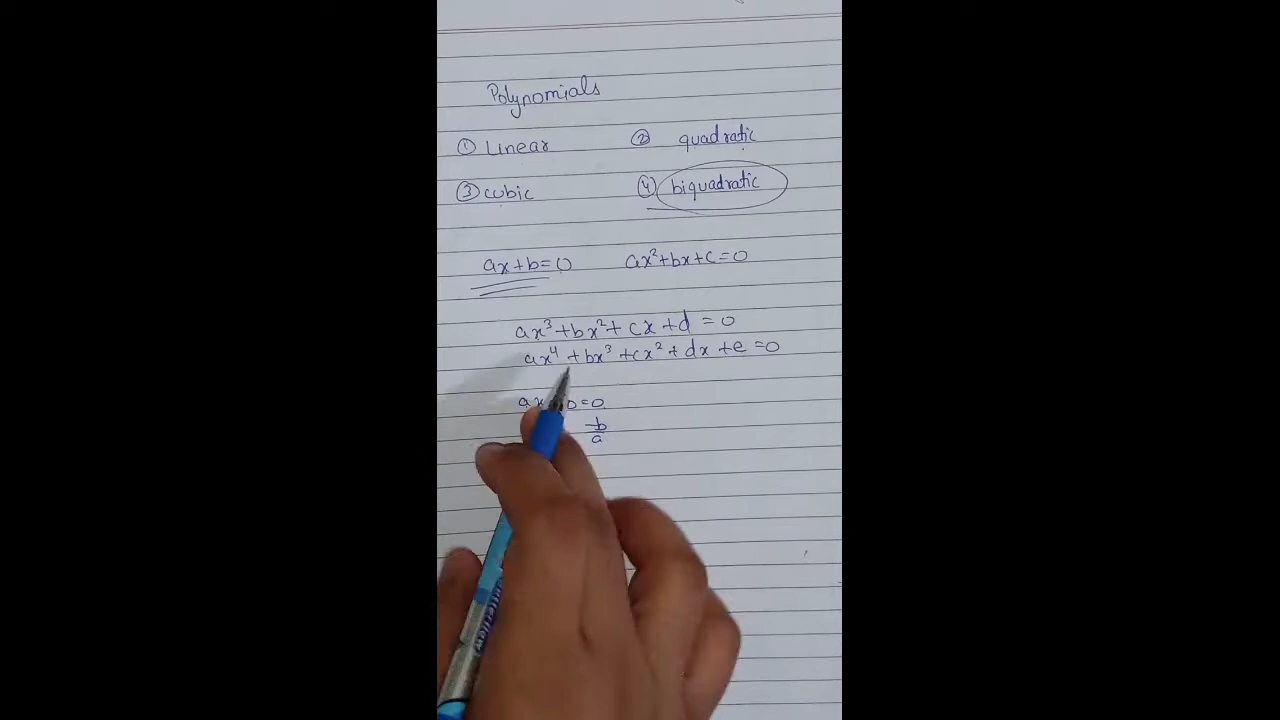 Polynomials
① Linear ② quadratic
③ cubic ④ biquadratic
ax+b=0 ax²+bx+c=0
ax³+bx²+cx+d=0
ax⁴+bx³+cx²+dx+e=0
=0
-b
a